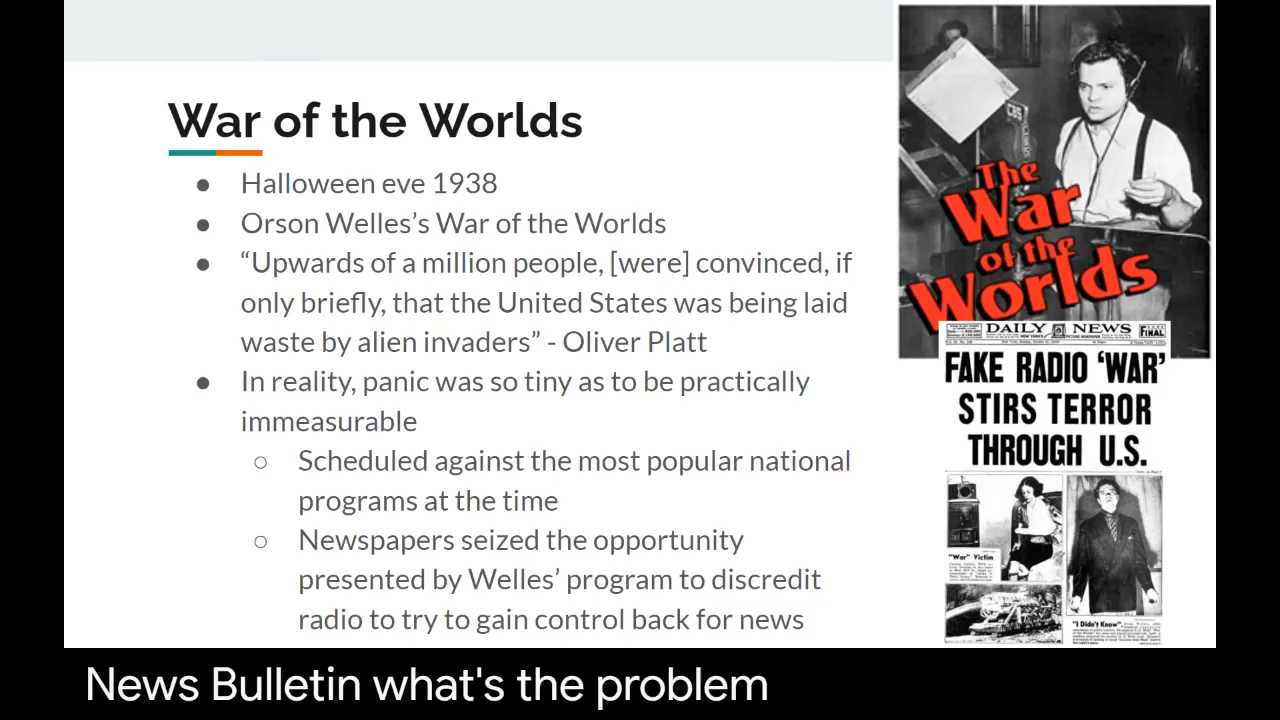 War of the Worlds
● Halloween eve 1938
● Orson Welles’s War of the Worlds
● “Upwards of a million people, [were] convinced, if
only briefly, that the United States was being laid
waste by alien invaders” - Oliver Platt
● In reality, panic was so tiny as to be practically
immeasurable
○ Scheduled against the most popular national
programs at the time
○ Newspapers seized the opportunity
presented by Welles’ program to discredit
radio to try to gain control back for news
CBS
The
War
of the
Worlds
DAILY NEWS
FINAL
FAKE RADIO ‘WAR’
STIRS TERROR
THROUGH U.S.
"War" Victim
"I Didn't Know"
News Bulletin what's the problem